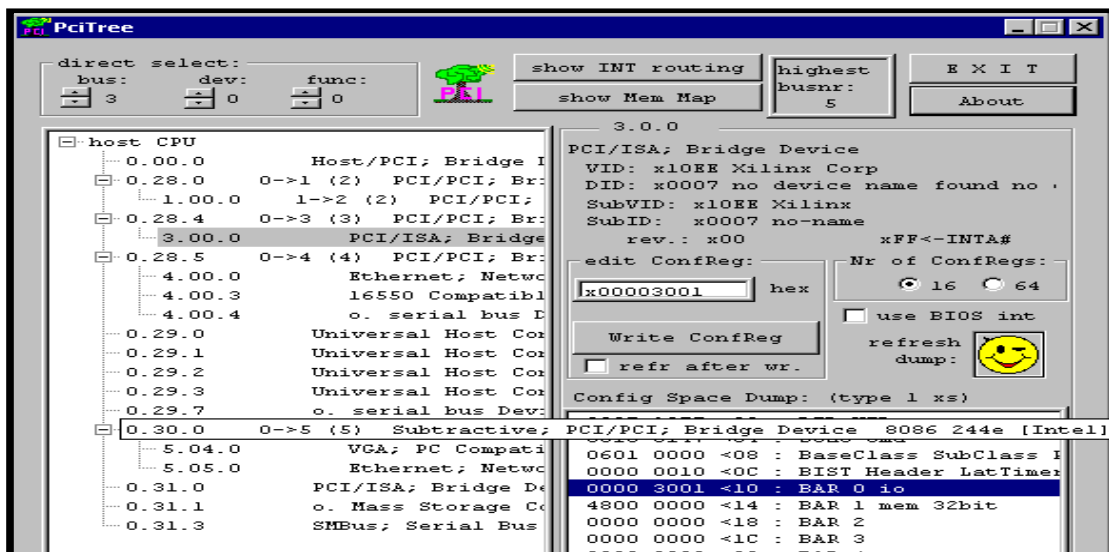 PciTree
direct select:
bus: dev: func:
3 0 0
PCI
show INT routing
show Mem Map
highest
busnr:
5
E X I T
About
host CPU
0.00.0 Host/PCI; Bridge
0.28.0 0->1 (2) PCI/PCI; Br
1.00.0 1->2 (2) PCI/PCI;
0.28.4 0->3 (3) PCI/PCI; Br
3.00.0 PCI/ISA; Bridge
0.28.5 0->4 (4) PCI/PCI; Br
4.00.0 Ethernet; Netwo
4.00.3 16550 Compatibl
4.00.4 o. serial bus D
0.29.0 Universal Host Co
0.29.1 Universal Host Co
0.29.2 Universal Host Co
0.29.3 Universal Host Co
0.29.7 o. serial bus Dev
0.30.0 0->5 (5) Subtractive; PCI/PCI; Bridge Device 8086 244e [Intel]
5.04.0 VGA; PC Compati
5.05.0 Ethernet; Netwo
0.31.0 PCI/ISA; Bridge De
0.31.1 o. Mass Storage Co
0.31.3 SMBus; Serial Bus
3.0.0
PCI/ISA; Bridge Device
VID: x10EE Xilinx Corp
DID: x0007 no device name found no
SubVID: x10EE Xilinx
SubID: x0007 no-name
rev.: x00 xFF<-INTA#
edit ConfReg:
x00003001 hex
Write ConfReg
refr after wr.
Nr of ConfRegs:
16 64
use BIOS int
refresh
dump:
Config Space Dump: (type 1 xs)
0601 0000 <08 : BaseClass SubClass
0000 0010 <0C : BIST Header LatTimer
0000 3001 <10 : BAR 0 io
4800 0000 <14 : BAR 1 mem 32bit
0000 0000 <18 : BAR 2
0000 0000 <1C : BAR 3